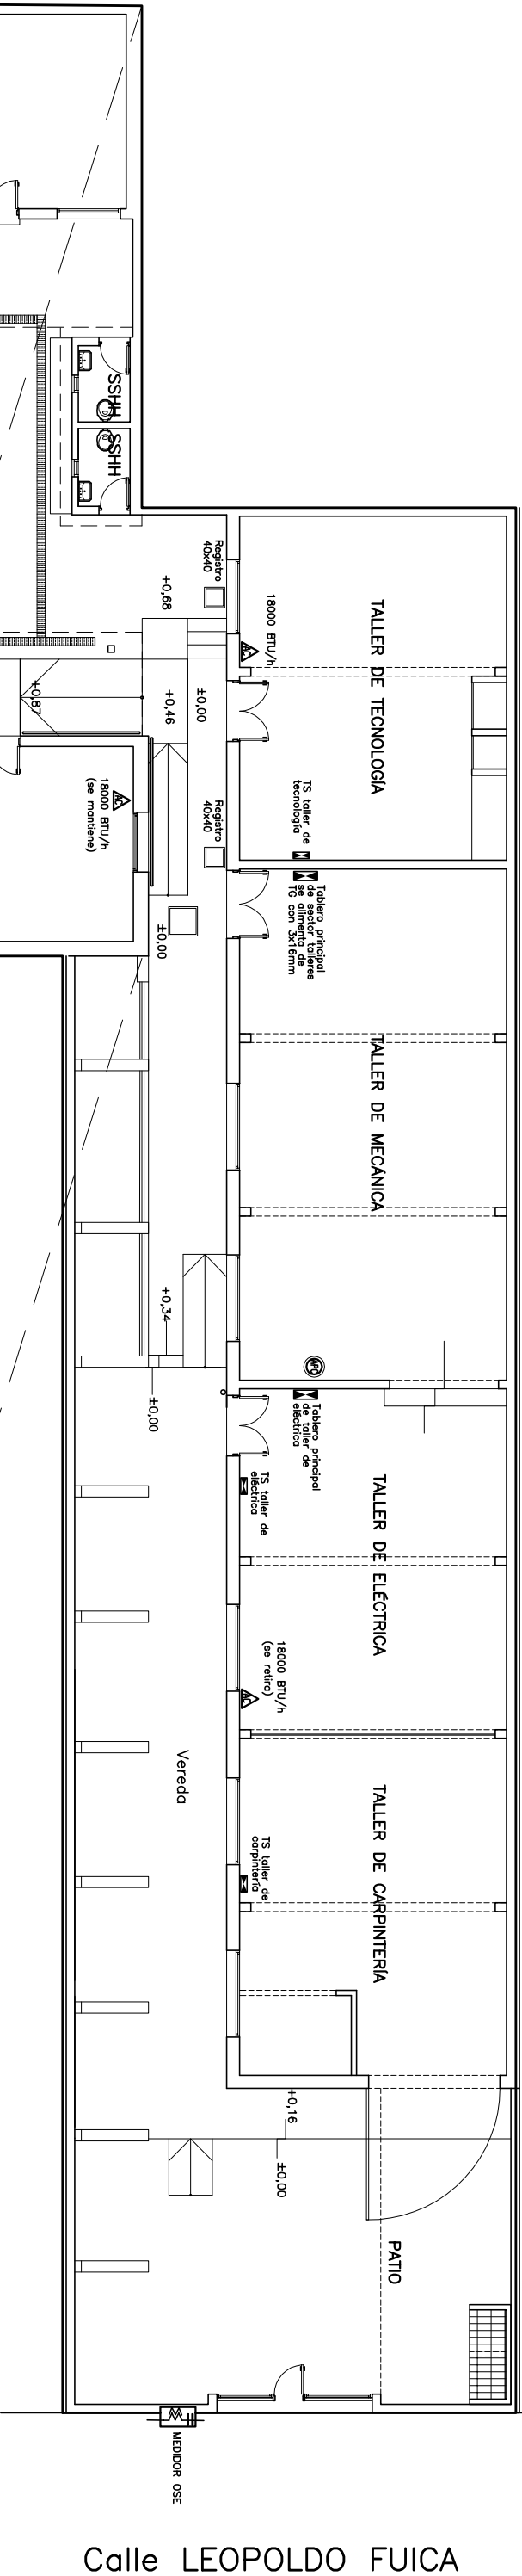 SSHH
SSHH
Registro
40x40
+0,68
18000 BTU/h
AC
TALLER DE TECNOLOGÍA
+0,87
+0,46
±0,00
18000 BTU/h
(se mantiene)
AC
Registro
40x40
TS taller de
tecnología
Tablero principal
de sector talleres
se alimenta de
TG con 3x16mm
±0,00
TALLER DE MECÁNICA
+0,34
±0,00
Tablero principal
de taller de
eléctrica
TS taller de
eléctrica
TALLER DE ELÉCTRICA
18000 BTU/h
(se retira)
AC
Vereda
TALLER DE CARPINTERÍA
TS taller de
carpintería
+0,16
±0,00
PATIO
MEDIDOR OSE
Calle LEOPOLDO FUICA